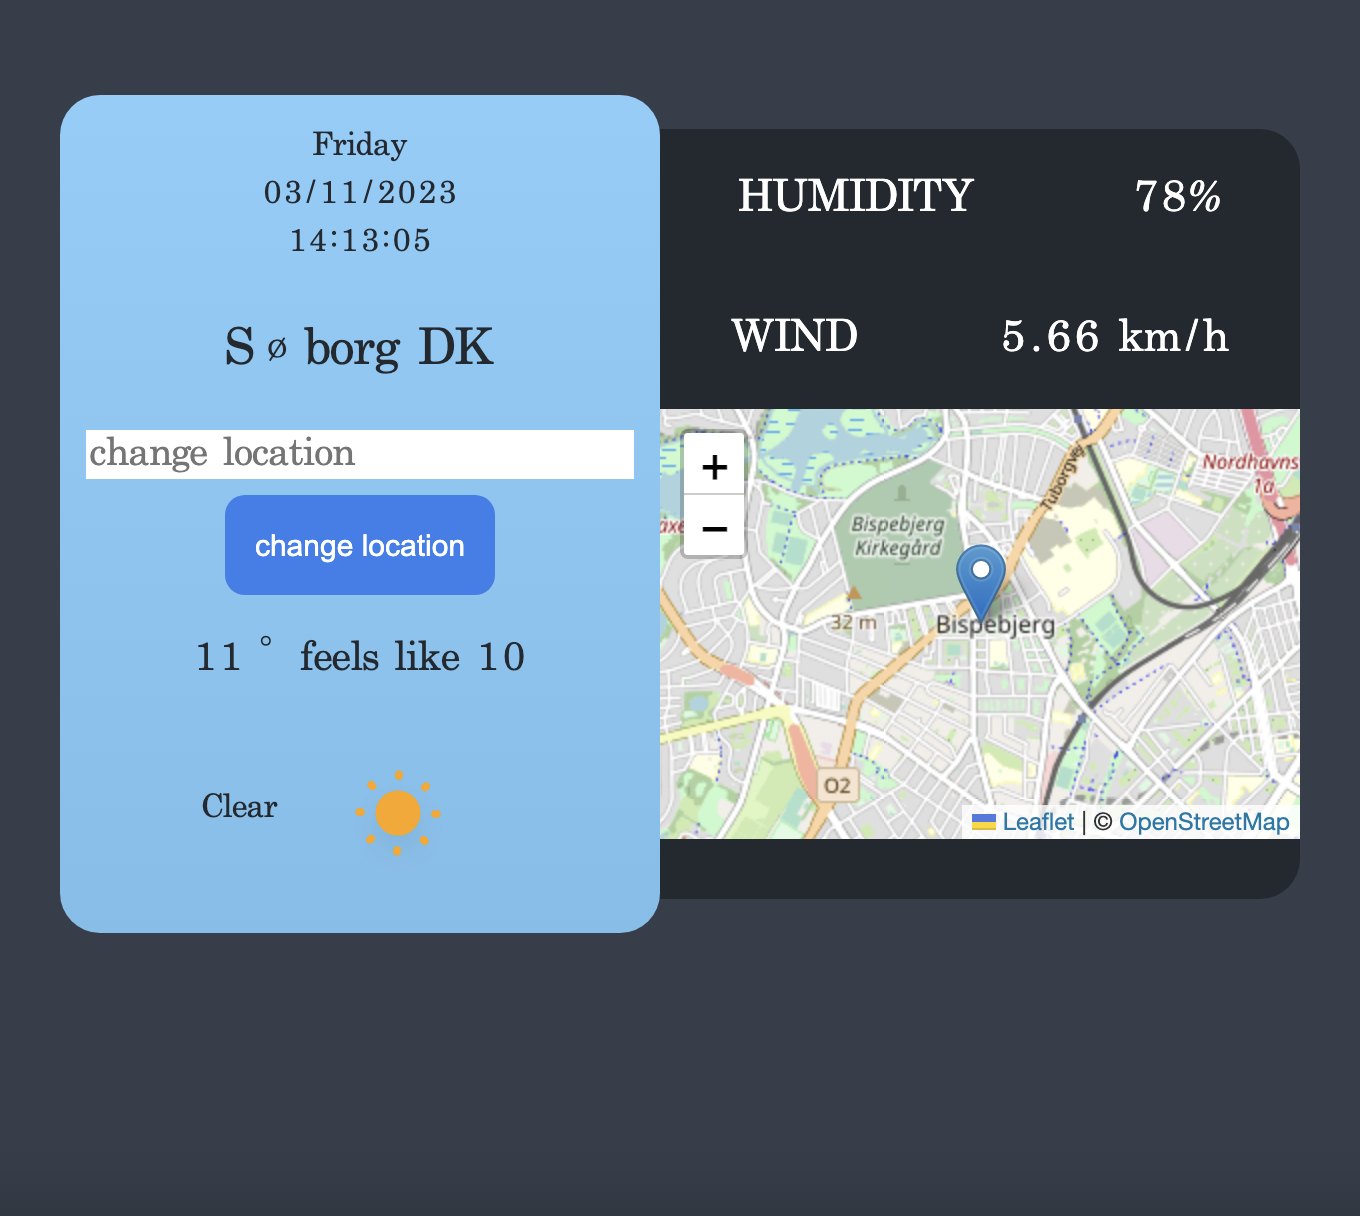 Friday
03/11/2023
14:13:05
S ø borg DK
change location
change location
11 ° feels like 10
Clear
HUMIDITY 78%
WIND 5.66 km/h
+
−
Tuborgvej
Nordhavns
1a
Bispebjerg
Kirkegård
32 m
Bispebjerg
O2
Leaflet | © OpenStreetMap